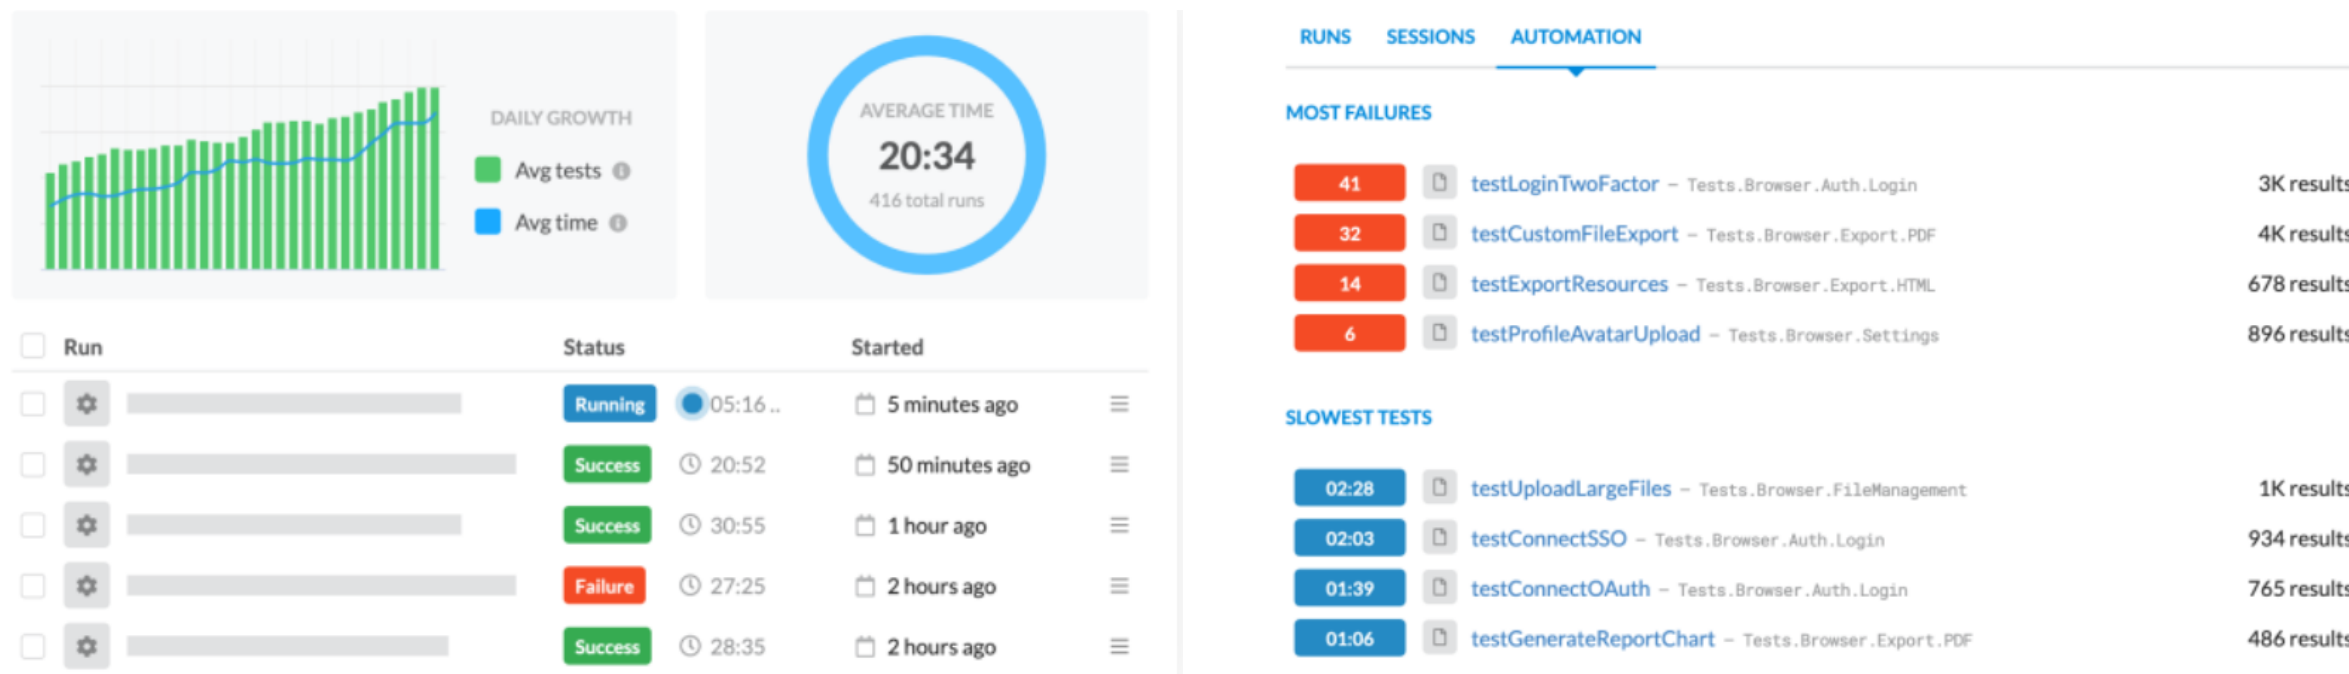 DAILY GROWTH
Avg tests
Avg time
AVERAGE TIME
20:34
416 total runs
Run Status Started
Running 05:16 .. 5 minutes ago
Success 20:52 50 minutes ago
Success 30:55 1 hour ago
Failure 27:25 2 hours ago
Success 28:35 2 hours ago
RUNS SESSIONS AUTOMATION
MOST FAILURES
41 testLoginTwoFactor – Tests.Browser.Auth.Login 3K results
32 testCustomFileExport – Tests.Browser.Export.PDF 4K results
14 testExportResources – Tests.Browser.Export.HTML 678 results
6 testProfileAvatarUpload – Tests.Browser.Settings 896 results
SLOWEST TESTS
02:28 testUploadLargeFiles – Tests.Browser.FileManagement 1K results
02:03 testConnectSSO – Tests.Browser.Auth.Login 934 results
01:39 testConnectOAuth – Tests.Browser.Auth.Login 765 results
01:06 testGenerateReportChart – Tests.Browser.Export.PDF 486 results